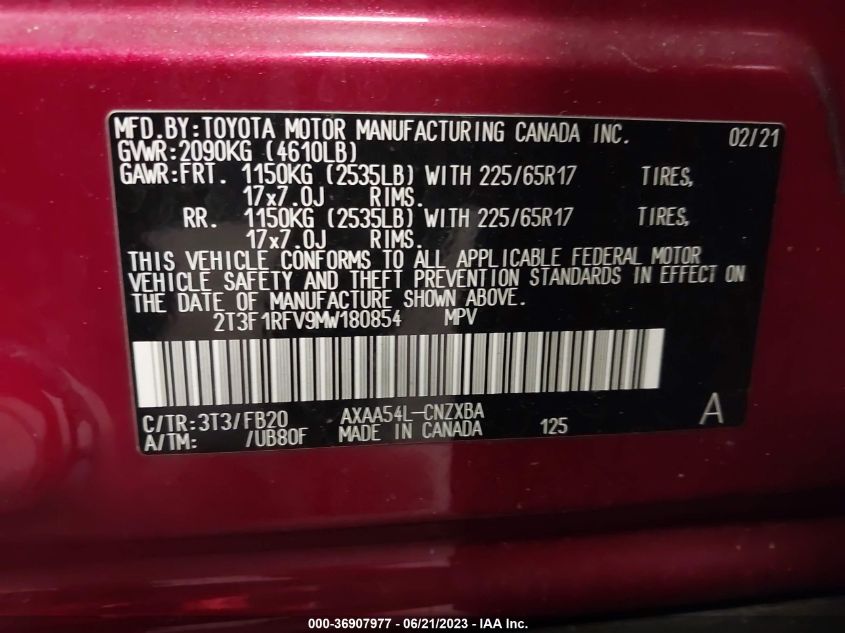 MFD.BY:TOYOTA MOTOR MANUFACTURING CANADA INC. 02/21
GVWR:2090KG (4610LB)
GAWR:FRT. 1150KG (2535LB) WITH 225/65R17 TIRES,
17x7.0J RIMS.
RR. 1150KG (2535LB) WITH 225/65R17 TIRES,
17x7.0J RIMS.
THIS VEHICLE CONFORMS TO ALL APPLICABLE FEDERAL MOTOR
VEHICLE SAFETY AND THEFT PREVENTION STANDARDS IN EFFECT ON
THE DATE OF MANUFACTURE SHOWN ABOVE.
2T3F1RFV9MW180854 MPV
C/TR:3T3/FB20 AXAA54L-CNZXBA A
A/TM: /UB80F MADE IN CANADA 125
000-36907977 - 06/21/2023 - IAA Inc.